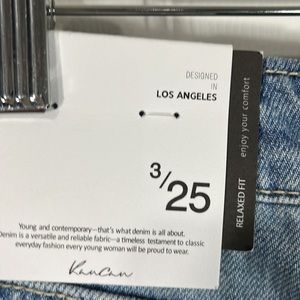 DESIGNED
IN
LOS ANGELES
3/25
Young and contemporary—that's what denim is all about.
Denim is a versatile and reliable fabric—a timeless testament to classic
everyday fashion every young woman will be proud to wear.
KanCan
RELAXED FIT
enjoy your comfort